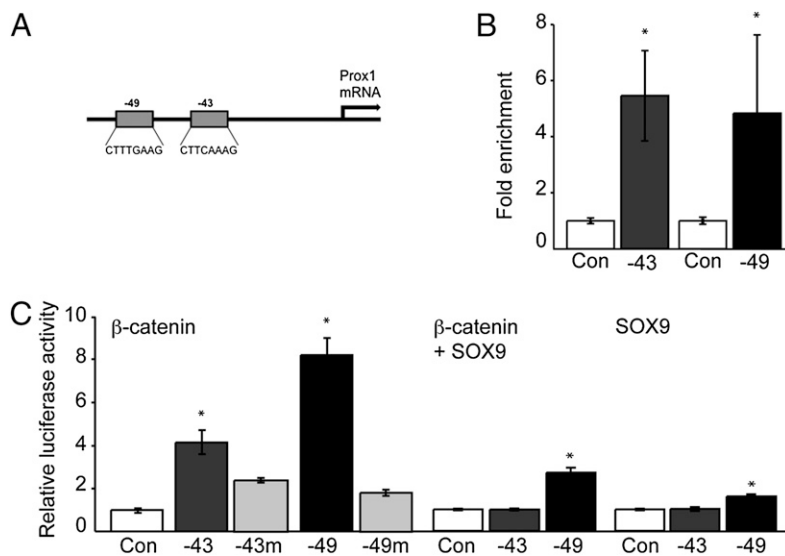 A
-49
-43
Prox1
mRNA
CTTTGAAG
CTTCAAAG
B
Fold enrichment
8
6
4
2
0
*
*
Con
-43
Con
-49
C
Relative luciferase activity
10
8
6
4
2
0
β-catenin
β-catenin
+ SOX9
SOX9
*
*
*
*
Con
-43
-43m
-49
-49m
Con
-43
-49
Con
-43
-49